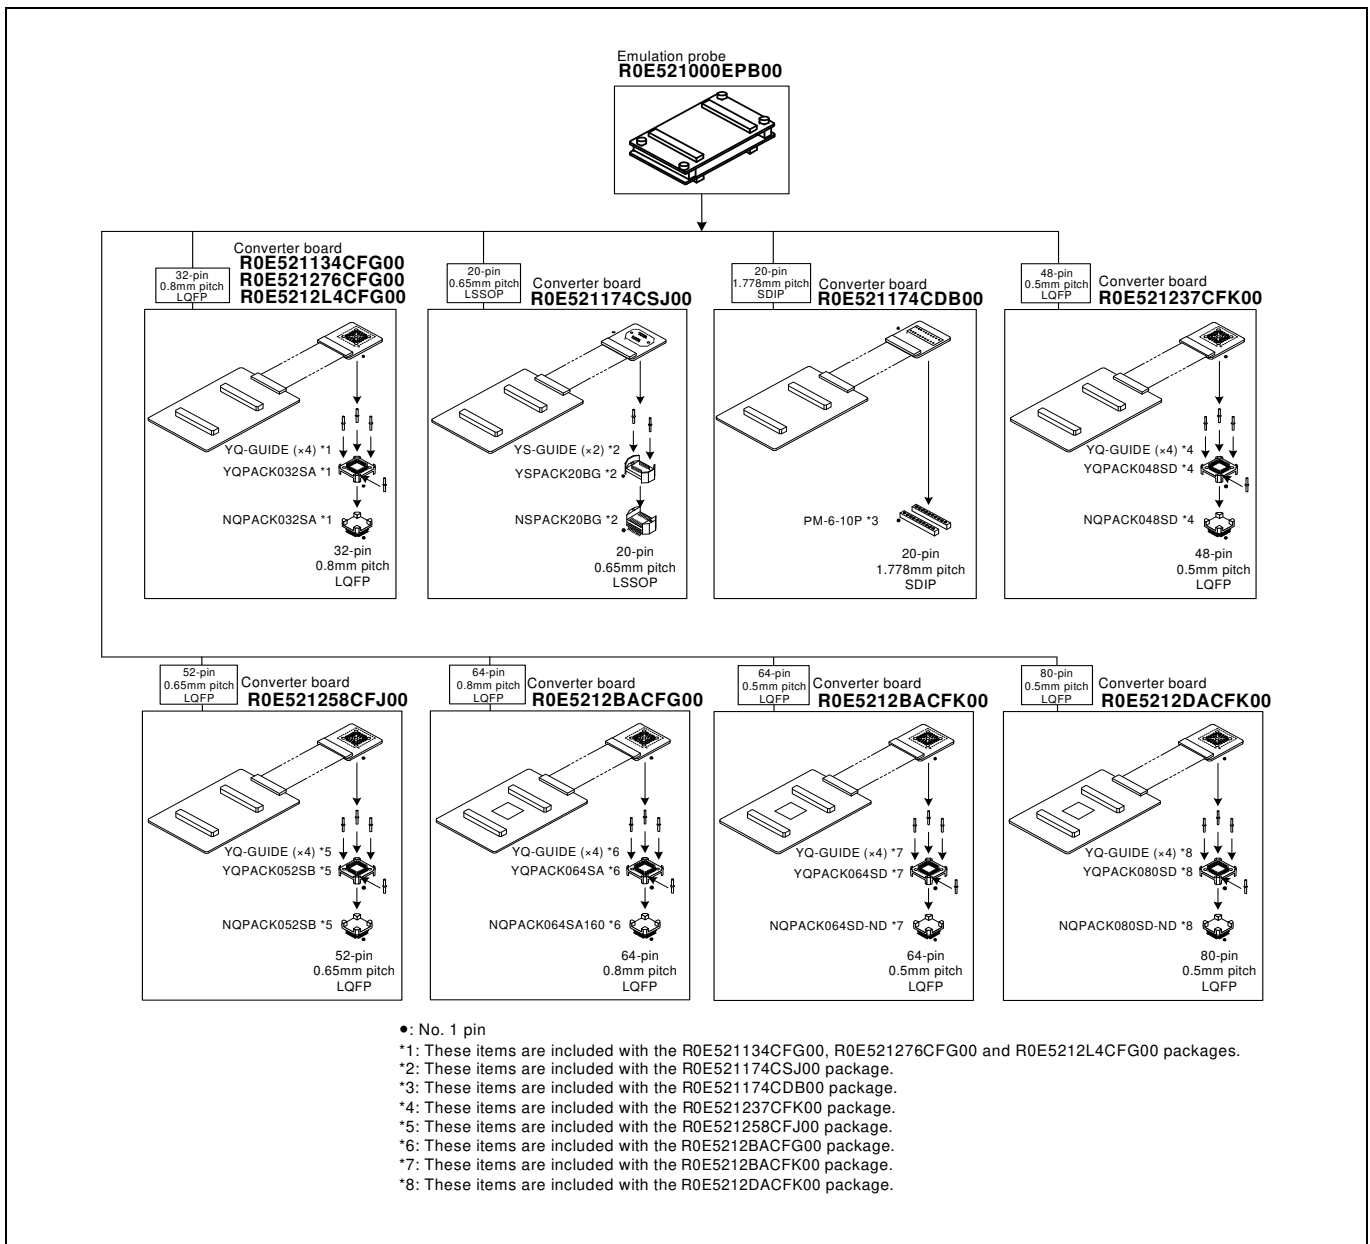 Emulation probe
R0E521000EPB00
32-pin
0.8mm pitch
LQFP
Converter board
R0E521134CFG00
R0E521276CFG00
R0E5212L4CFG00
YQ-GUIDE (×4) *1
YQPACK032SA *1
NQPACK032SA *1
32-pin
0.8mm pitch
LQFP
20-pin
0.65mm pitch
LSSOP
Converter board
R0E521174CSJ00
YS-GUIDE (×2) *2
YSPACK20BG *2
NSPACK20BG *2
20-pin
0.65mm pitch
LSSOP
20-pin
1.778mm pitch
SDIP
Converter board
R0E521174CDB00
PM-6-10P *3
20-pin
1.778mm pitch
SDIP
48-pin
0.5mm pitch
LQFP
Converter board
R0E521237CFK00
YQ-GUIDE (×4) *4
YQPACK048SD *4
NQPACK048SD *4
48-pin
0.5mm pitch
LQFP
52-pin
0.65mm pitch
LQFP
Converter board
R0E521258CFJ00
YQ-GUIDE (×4) *5
YQPACK052SB *5
NQPACK052SB *5
52-pin
0.65mm pitch
LQFP
64-pin
0.8mm pitch
LQFP
Converter board
R0E5212BACFG00
YQ-GUIDE (×4) *6
YQPACK064SA *6
NQPACK064SA160 *6
64-pin
0.8mm pitch
LQFP
64-pin
0.5mm pitch
LQFP
Converter board
R0E5212BACFK00
YQ-GUIDE (×4) *7
YQPACK064SD *7
NQPACK064SD-ND *7
64-pin
0.5mm pitch
LQFP
80-pin
0.5mm pitch
LQFP
Converter board
R0E5212DACFK00
YQ-GUIDE (×4) *8
YQPACK080SD *8
NQPACK080SD-ND *8
80-pin
0.5mm pitch
LQFP
●: No. 1 pin
*1: These items are included with the R0E521134CFG00, R0E521276CFG00 and R0E5212L4CFG00 packages.
*2: These items are included with the R0E521174CSJ00 package.
*3: These items are included with the R0E521174CDB00 package.
*4: These items are included with the R0E521237CFK00 package.
*5: These items are included with the R0E521258CFJ00 package.
*6: These items are included with the R0E5212BACFG00 package.
*7: These items are included with the R0E5212BACFK00 package.
*8: These items are included with the R0E5212DACFK00 package.